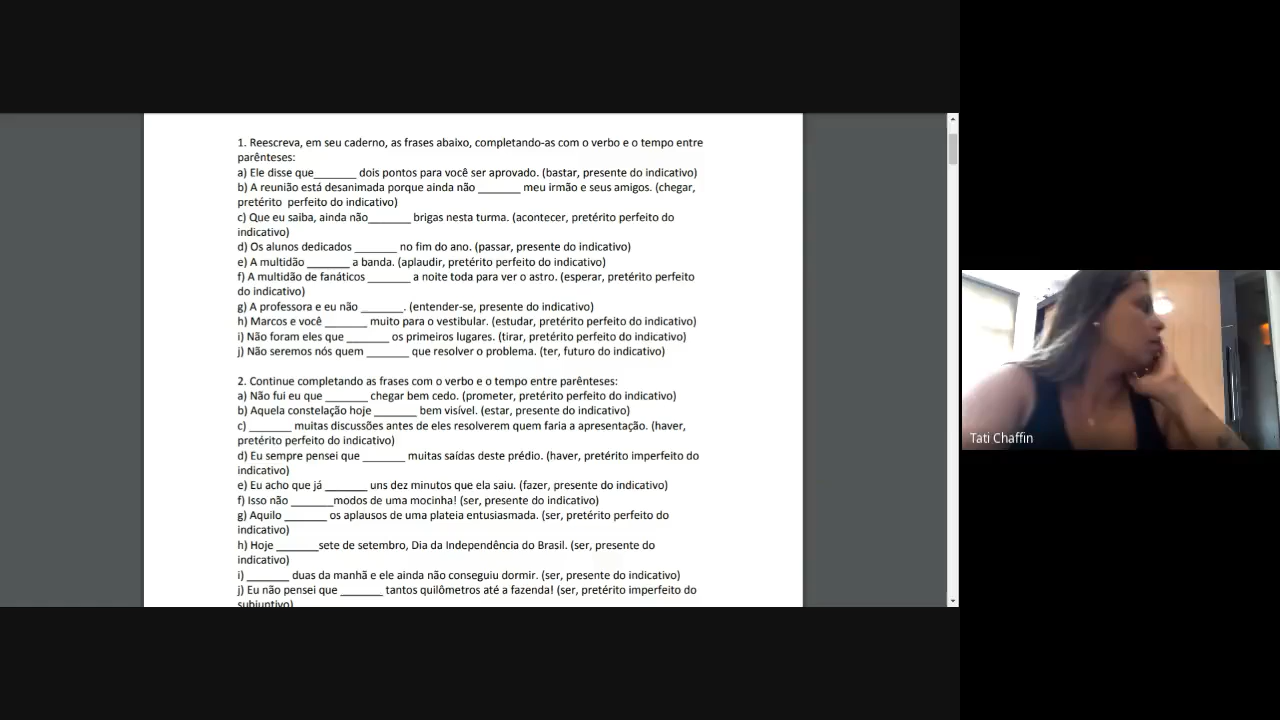 1. Reescreva, em seu caderno, as frases abaixo, completando-as com o verbo e o tempo entre
parênteses:
a) Ele disse que_______ dois pontos para você ser aprovado. (bastar, presente do indicativo)
b) A reunião está desanimada porque ainda não _______ meu irmão e seus amigos. (chegar,
pretérito  perfeito do indicativo)
c) Que eu saiba, ainda não_______ brigas nesta turma. (acontecer, pretérito perfeito do
indicativo)
d) Os alunos dedicados _______ no fim do ano. (passar, presente do indicativo)
e) A multidão _______ a banda. (aplaudir, pretérito perfeito do indicativo)
f) A multidão de fanáticos _______ a noite toda para ver o astro. (esperar, pretérito perfeito
do indicativo)
g) A professora e eu não _______. (entender-se, presente do indicativo)
h) Marcos e você _______ muito para o vestibular. (estudar, pretérito perfeito do indicativo)
i) Não foram eles que _______ os primeiros lugares. (tirar, pretérito perfeito do indicativo)
j) Não seremos nós quem _______ que resolver o problema. (ter, futuro do indicativo)
2. Continue completando as frases com o verbo e o tempo entre parênteses:
a) Não fui eu que _______ chegar bem cedo. (prometer, pretérito perfeito do indicativo)
b) Aquela constelação hoje _______ bem visível. (estar, presente do indicativo)
c) _______ muitas discussões antes de eles resolverem quem faria a apresentação. (haver,
pretérito perfeito do indicativo)
d) Eu sempre pensei que _______ muitas saídas deste prédio. (haver, pretérito imperfeito do
indicativo)
e) Eu acho que já _______ uns dez minutos que ela saiu. (fazer, presente do indicativo)
f) Isso não _______modos de uma mocinha! (ser, presente do indicativo)
g) Aquilo _______ os aplausos de uma plateia entusiasmada. (ser, pretérito perfeito do
indicativo)
h) Hoje _______sete de setembro, Dia da Independência do Brasil. (ser, presente do
indicativo)
i) _______ duas da manhã e ele ainda não conseguiu dormir. (ser, presente do indicativo)
j) Eu não pensei que _______ tantos quilômetros até a fazenda! (ser, pretérito imperfeito do
subjuntivo)
Tati Chaffin